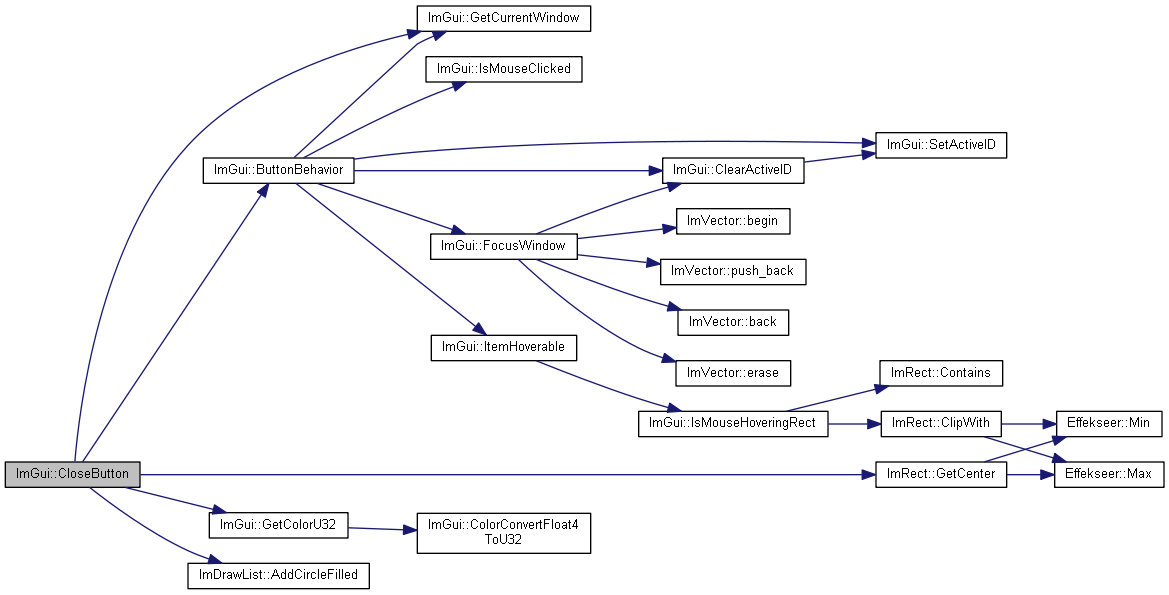 ImGui::GetCurrentWindow
ImGui::IsMouseClicked
ImGui::SetActiveID
ImGui::ButtonBehavior
ImGui::ClearActiveID
ImVector::begin
ImGui::FocusWindow
ImVector::push_back
ImVector::back
ImGui::ItemHoverable
ImVector::erase
ImRect::Contains
ImGui::IsMouseHoveringRect
ImRect::ClipWith
Effekseer::Min
ImGui::CloseButton
ImRect::GetCenter
Effekseer::Max
ImGui::GetColorU32
ImGui::ColorConvertFloat4
ToU32
ImDrawList::AddCircleFilled